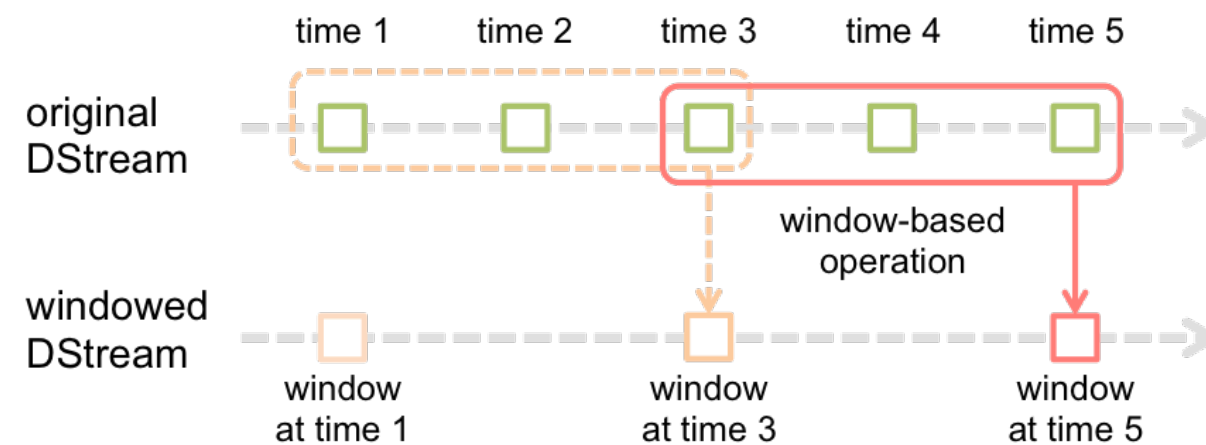 time 1 time 2 time 3 time 4 time 5
original
DStream
window-based
operation
windowed
DStream
window window window
at time 1 at time 3 at time 5